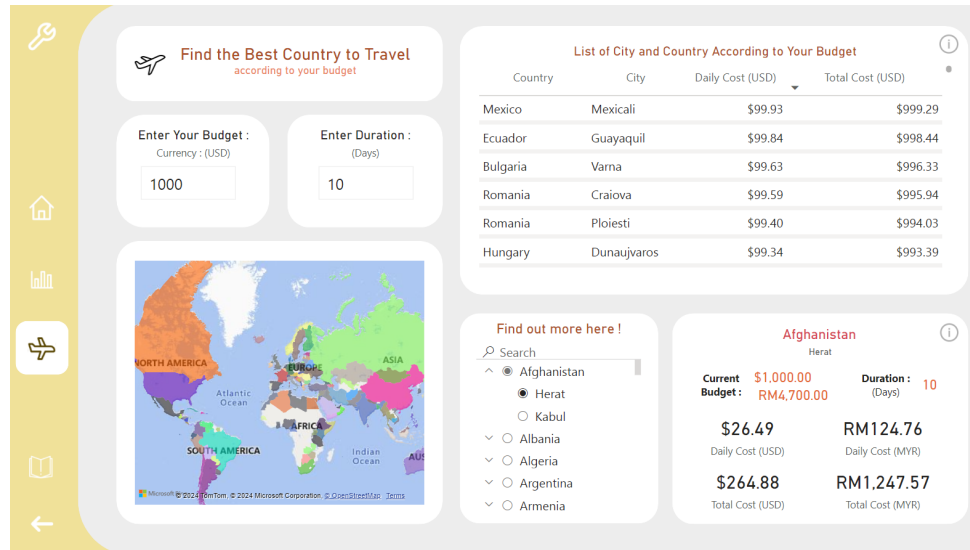 Find the Best Country to Travel
according to your budget
Enter Your Budget :
Currency : (USD)
1000
Enter Duration :
(Days)
10
NORTH AMERICA
EUROPE
ASIA
Atlantic
Ocean
AFRICA
SOUTH AMERICA
Indian
Ocean
AUS
Microsoft
© 2024 TomTom, © 2024 Microsoft Corporation, © OpenStreetMap Terms
List of City and Country According to Your Budget
Country City Daily Cost (USD) Total Cost (USD)
Mexico Mexicali $99.93 $999.29
Ecuador Guayaquil $99.84 $998.44
Bulgaria Varna $99.63 $996.33
Romania Craiova $99.59 $995.94
Romania Ploiesti $99.40 $994.03
Hungary Dunaujvaros $99.34 $993.39
Find out more here !
Search
Afghanistan
Herat
Kabul
Albania
Algeria
Argentina
Armenia
Afghanistan
Herat
Current Budget : $1,000.00
RM4,700.00
Duration :
(Days)
10
$26.49 RM124.76
Daily Cost (USD) Daily Cost (MYR)
$264.88 RM1,247.57
Total Cost (USD) Total Cost (MYR)